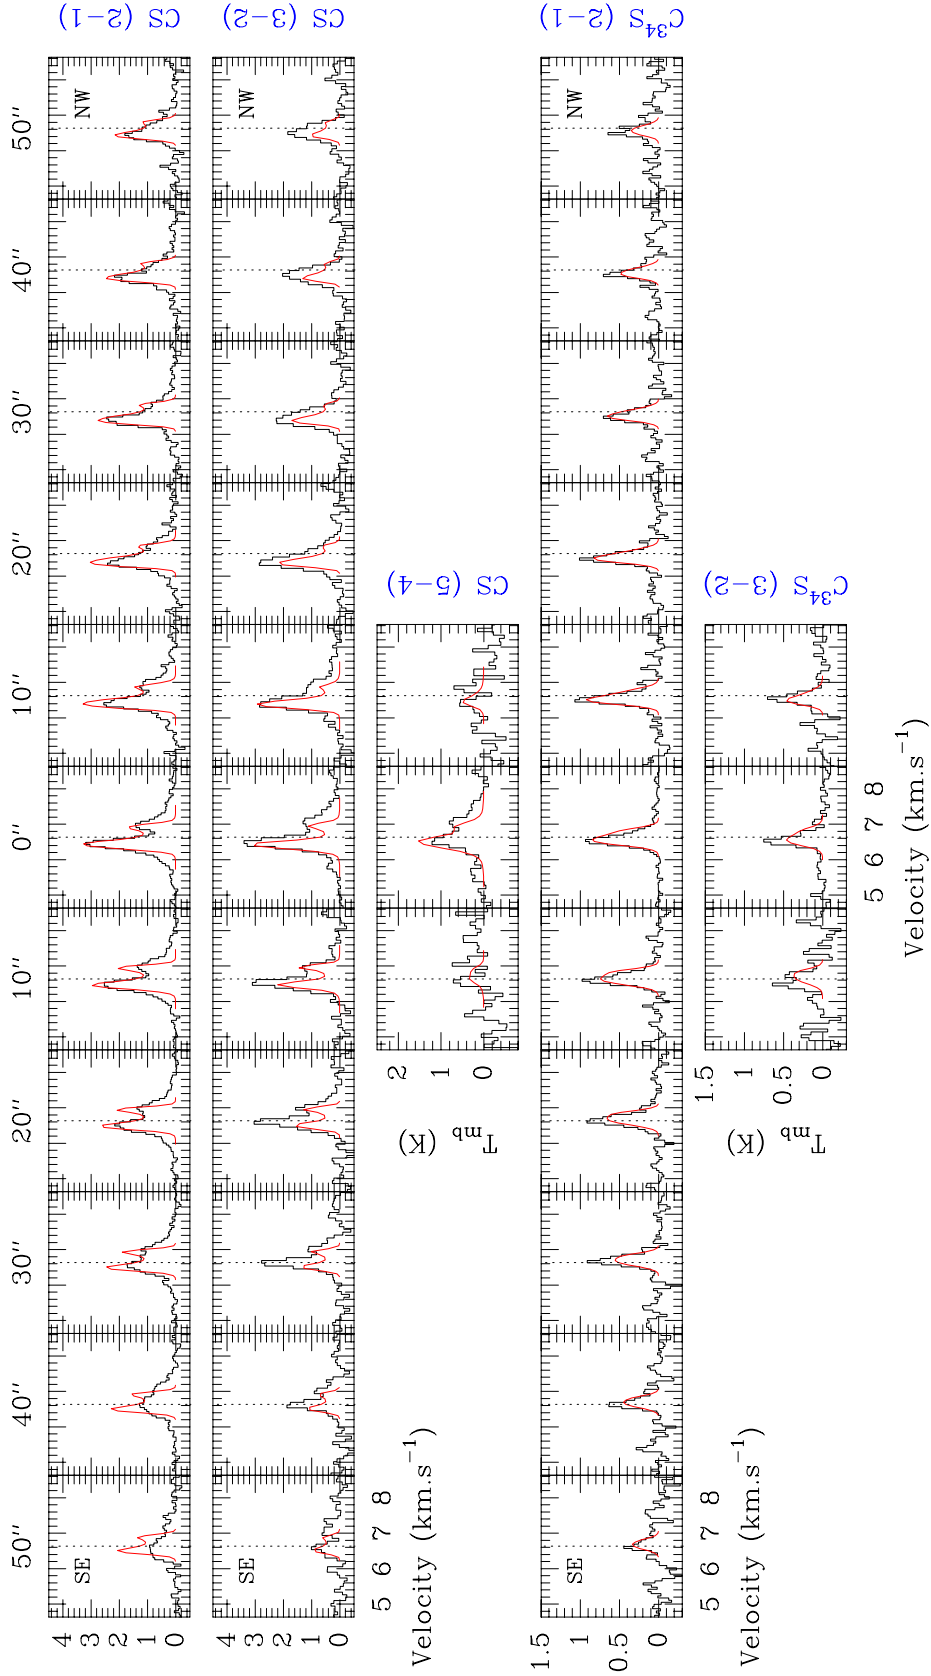 50″ 40″ 30″ 20″ 10″ 0″ 10″ 20″ 30″ 40″ 50″
SE NW CS (2−1)
4 3 2 1 0
NW CS (3−2)
SE
4 3 2 1 0
5 6 7 8
Velocity (km.s⁻¹)
CS (5−4)
2 1 0
Tmb (K)
SE NW C³⁴S (2−1)
1.5 1 0.5 0
5 6 7 8
Velocity (km.s⁻¹)
C³⁴S (3−2)
1.5 1 0.5 0
Tmb (K)
5 6 7 8
Velocity (km.s⁻¹)